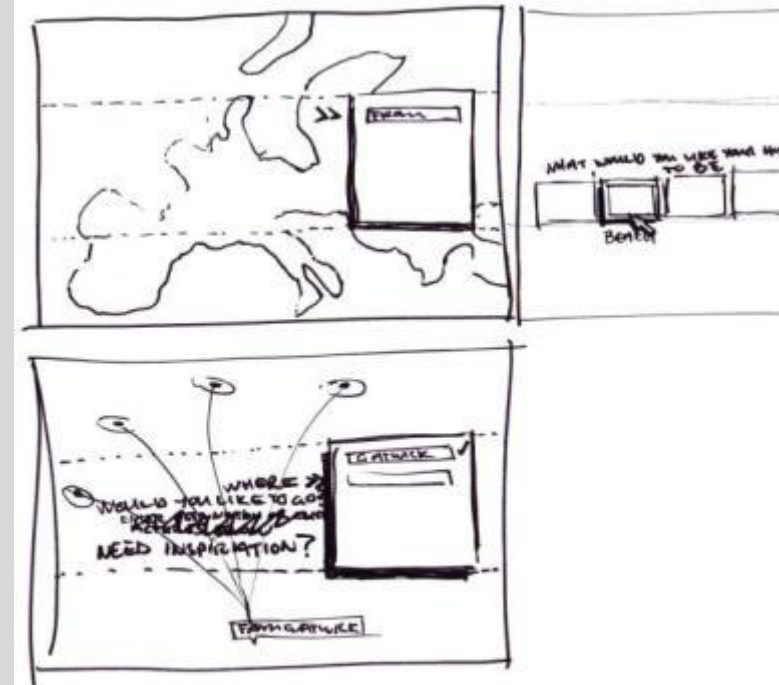 >> FROM
WHAT WOULD YOU LIKE YOUR
TO BE
BEACH
GATWICK ✓
WHERE >>
WOULD YOU LIKE TO GO
NEED INSPIRIATION?
FROM GATWICK